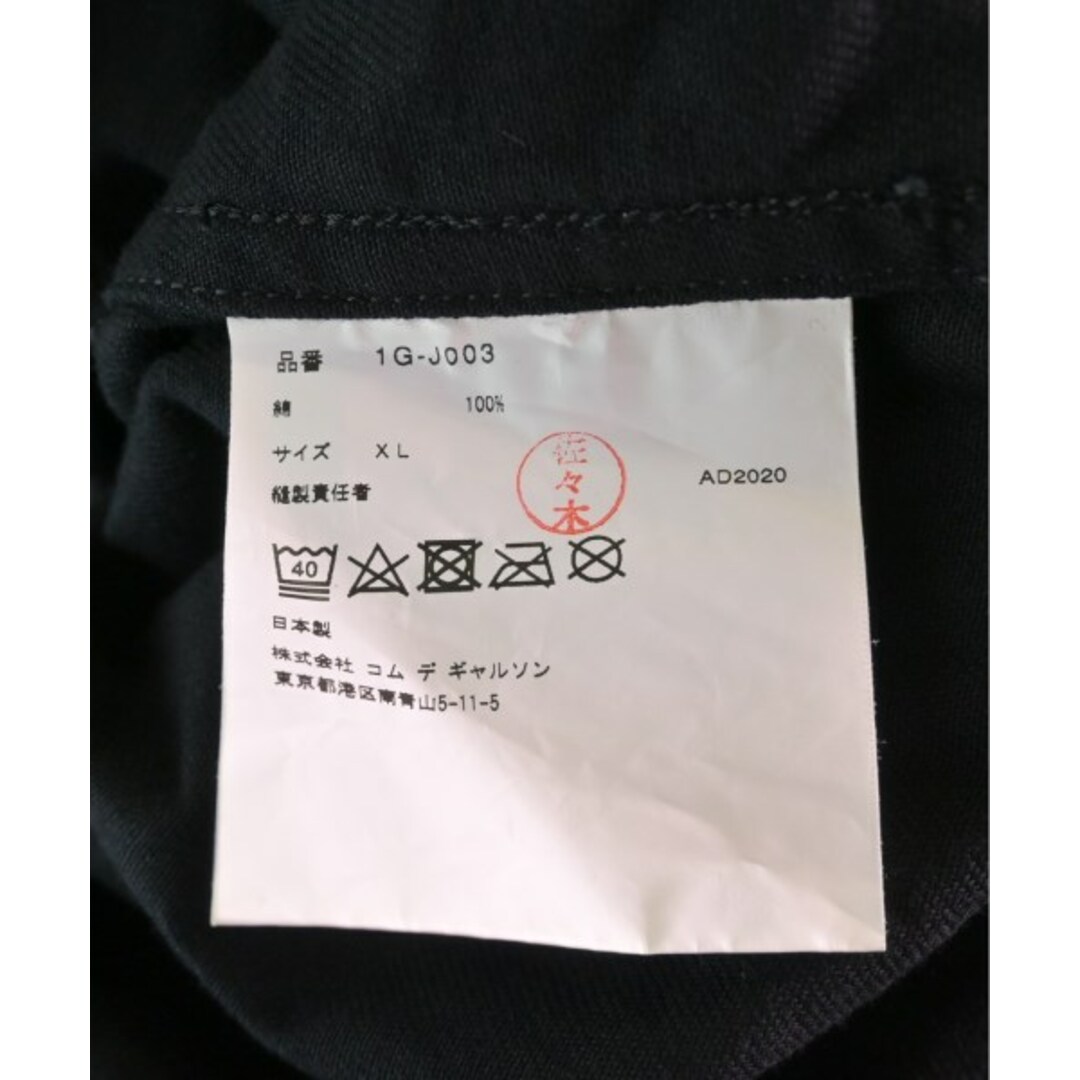 品番 1G-J003
綿 100%
サイズ XL
縫製責任者 佐々木 AD2020
40
日本製
株式会社 コム デ ギャルソン
東京都港区南青山5-11-5